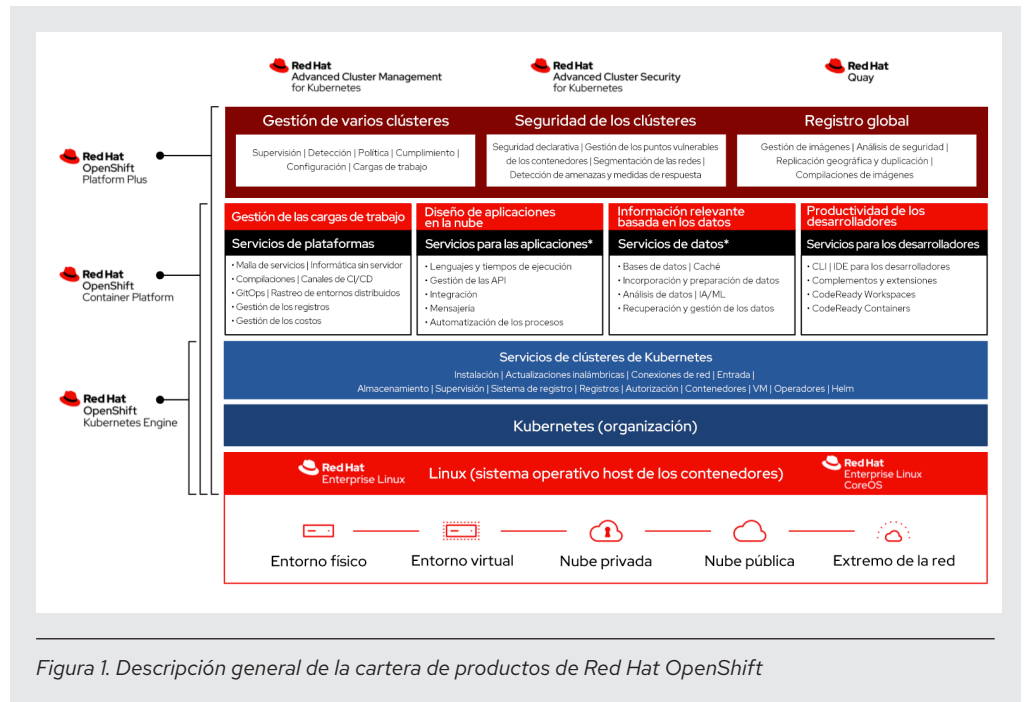 Red Hat
Advanced Cluster Management
for Kubernetes
Red Hat
Advanced Cluster Security
for Kubernetes
Red Hat
Quay
Red Hat
OpenShift
Platform Plus
Gestión de varios clústeres
Supervisión | Detección | Política | Cumplimiento |
Configuración | Cargas de trabajo
Seguridad de los clústeres
Seguridad declarativa | Gestión de los puntos vulnerables
de los contenedores | Segmentación de las redes |
Detección de amenazas y medidas de respuesta
Registro global
Gestión de imágenes | Análisis de seguridad |
Replicación geográfica y duplicación |
Compilaciones de imágenes
Red Hat
OpenShift
Container Platform
Gestión de las cargas de trabajo
Servicios de plataformas
• Malla de servicios | Informática sin servidor
• Compilaciones | Canales de CI/CD
• GitOps | Rastreo de entornos distribuidos
• Gestión de los registros
• Gestión de los costos
Diseño de aplicaciones
en la nube
Servicios para las aplicaciones*
• Lenguajes y tiempos de ejecución
• Gestión de las API
• Integración
• Mensajería
• Automatización de los procesos
Información relevante
basada en los datos
Servicios de datos*
• Bases de datos | Caché
• Incorporación y preparación de datos
• Análisis de datos | IA/ML
• Recuperación y gestión de los datos
Productividad de los
desarrolladores
Servicios para los desarrolladores
• CLI | IDE para los desarrolladores
• Complementos y extensiones
• CodeReady Workspaces
• CodeReady Containers
Red Hat
OpenShift
Kubernetes Engine
Servicios de clústeres de Kubernetes
Instalación | Actualizaciones inalámbricas | Conexiones de red | Entrada |
Almacenamiento | Supervisión | Sistema de registro | Registros | Autorización | Contenedores | VM | Operadores | Helm
Kubernetes (organización)
Red Hat
Enterprise Linux
Linux (sistema operativo host de los contenedores)
Red Hat
Enterprise Linux
CoreOS
Entorno físico
Entorno virtual
Nube privada
Nube pública
Extremo de la red
Figura 1. Descripción general de la cartera de productos de Red Hat OpenShift